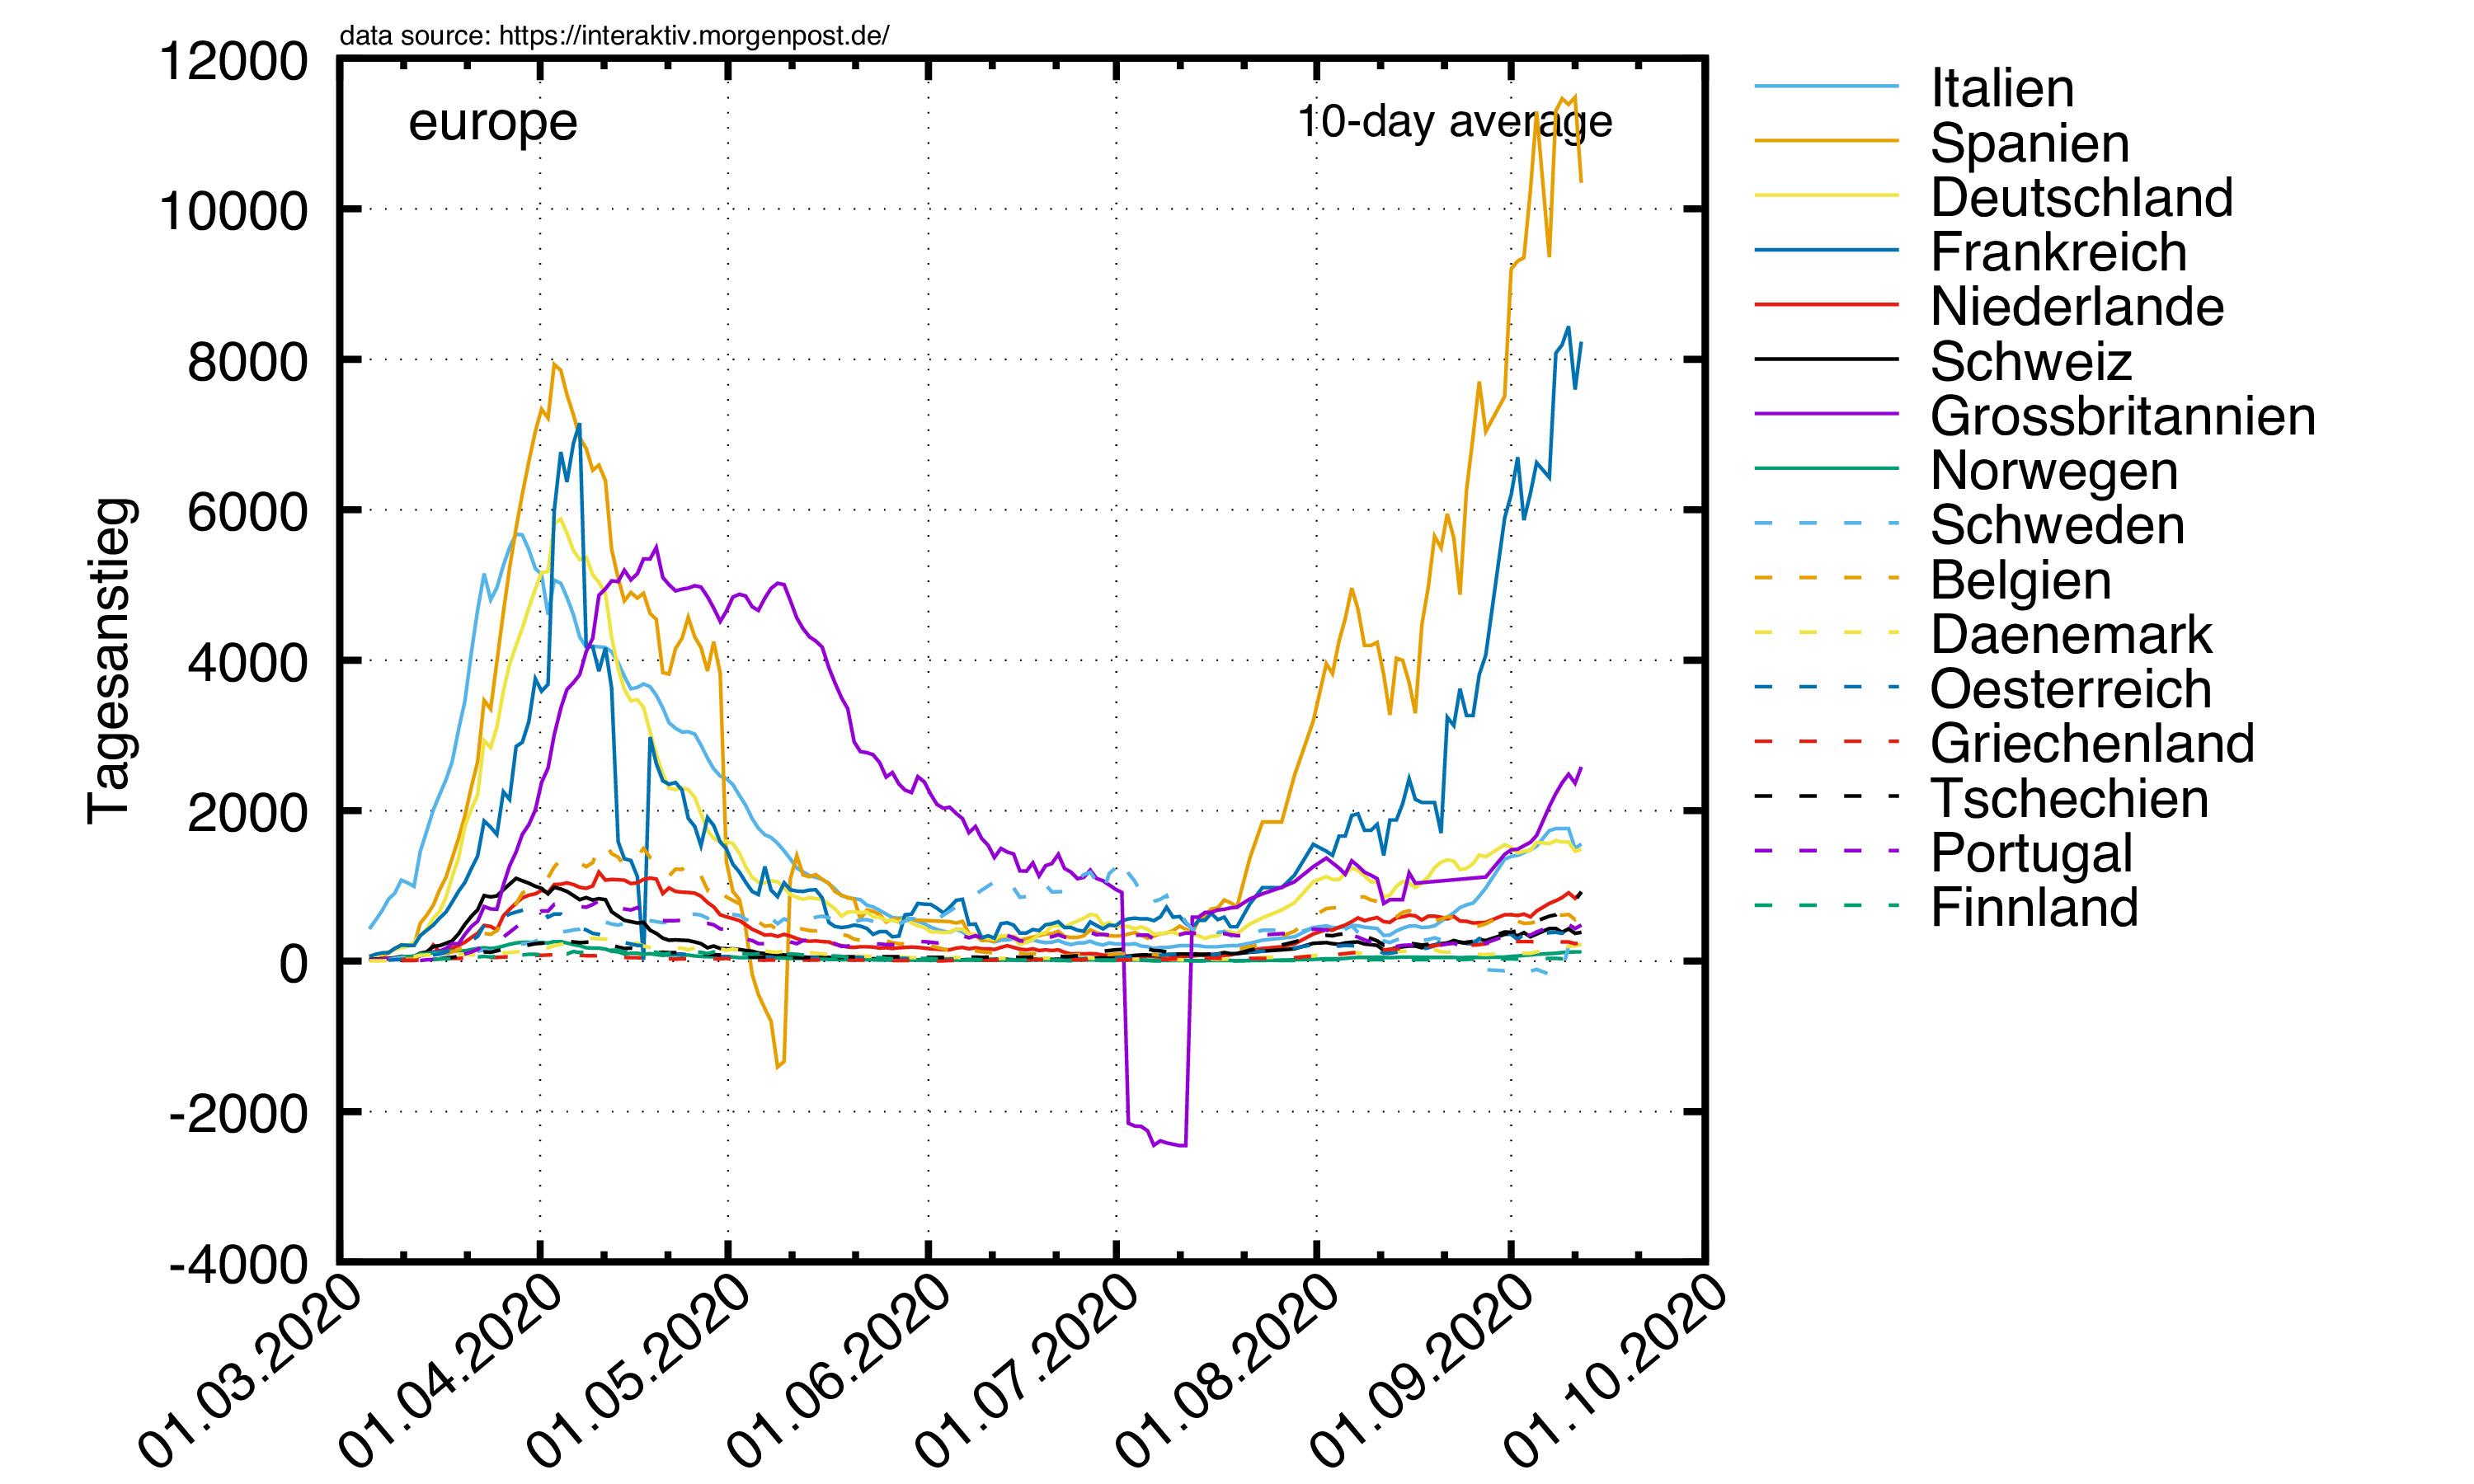 data source: https://interaktiv.morgenpost.de/
12000
10000
8000
6000
4000
2000
0
-2000
-4000
Tagesanstieg
europe
10-day average
01.03.2020
01.04.2020
01.05.2020
01.06.2020
01.07.2020
01.08.2020
01.09.2020
01.10.2020
Italien
Spanien
Deutschland
Frankreich
Niederlande
Schweiz
Grossbritannien
Norwegen
Schweden
Belgien
Daenemark
Oesterreich
Griechenland
Tschechien
Portugal
Finnland